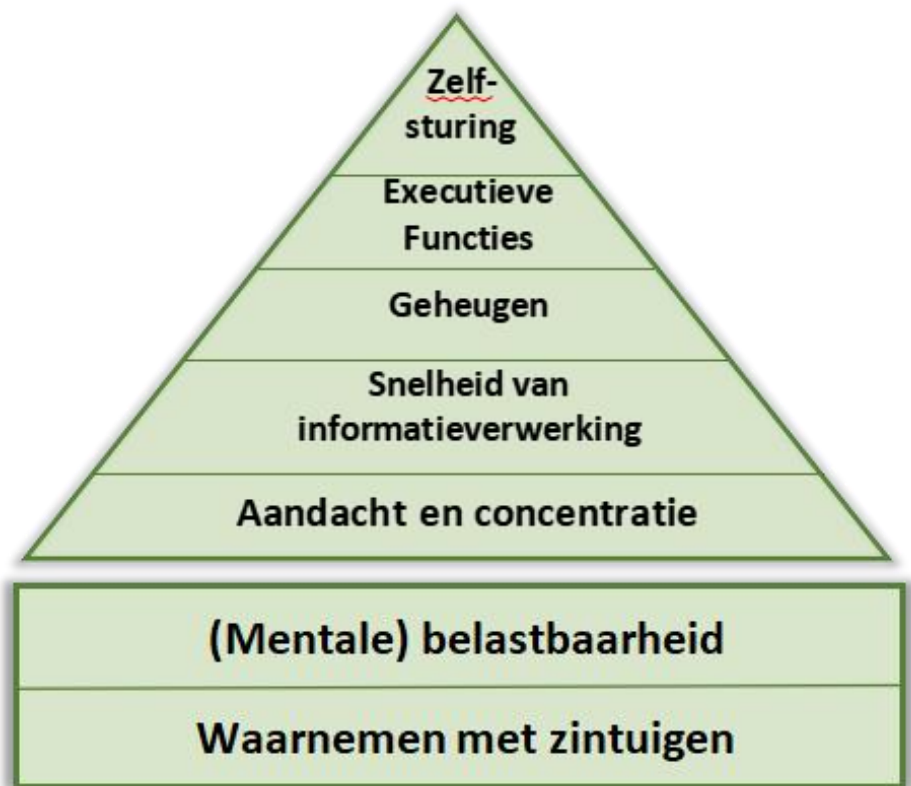 Zelf-
sturing
Executieve
Functies
Geheugen
Snelheid van
informatieverwerking
Aandacht en concentratie
(Mentale) belastbaarheid
Waarnemen met zintuigen